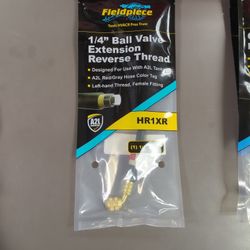 Fieldpiece
1/4" Ball Valve
Extension
Reverse Thread
• Designed For Use With A2L
• A2L Red/Gray Hose Color Tag
• Left-hand Thread, Female Fitting
A2L
HR1XR